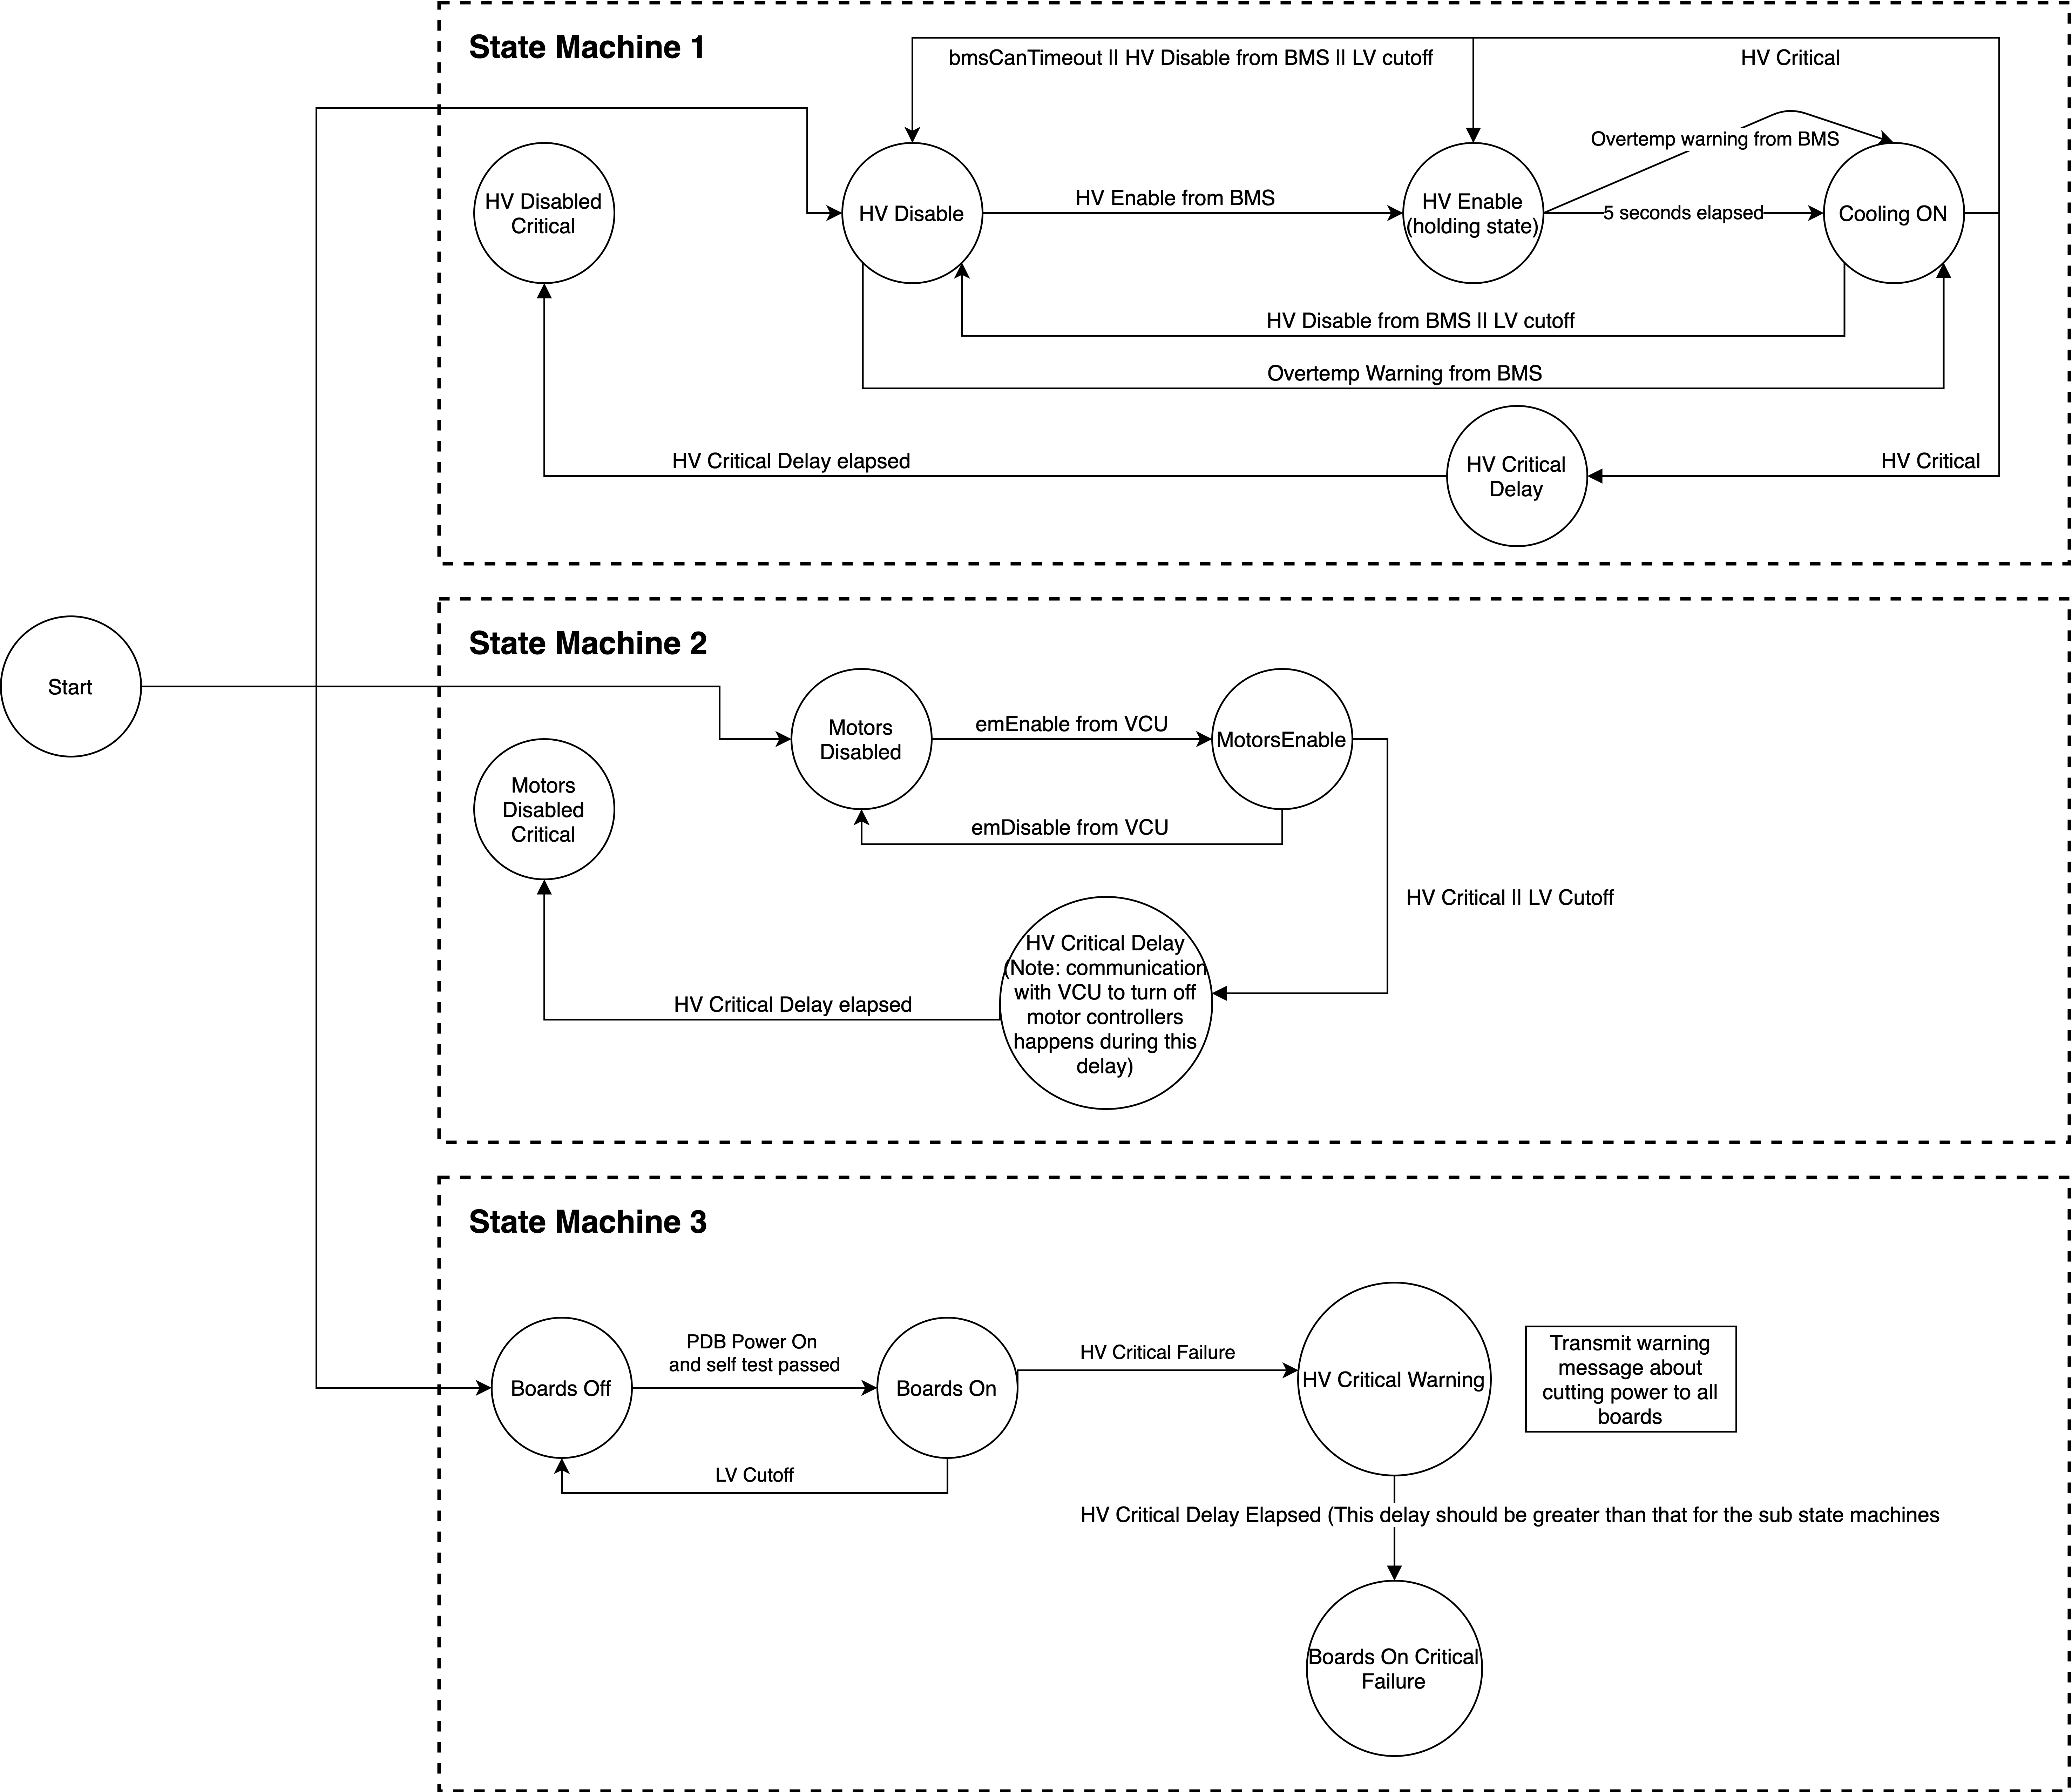 State Machine 1
bmsCanTimeout || HV Disable from BMS || LV cutoff
HV Critical
Overtemp warning from BMS
HV Disabled
Critical
HV Disable
HV Enable from BMS
HV Enable
(holding state)
5 seconds elapsed
Cooling ON
HV Disable from BMS || LV cutoff
Overtemp Warning from BMS
HV Critical Delay elapsed
HV Critical
Delay
HV Critical
Start
State Machine 2
Motors
Disabled
emEnable from VCU
MotorsEnable
Motors
Disabled
Critical
emDisable from VCU
HV Critical || LV Cutoff
HV Critical Delay
(Note: communication
with VCU to turn off
motor controllers
happens during this
delay)
HV Critical Delay elapsed
State Machine 3
Boards Off
PDB Power On
and self test passed
Boards On
HV Critical Failure
HV Critical Warning
Transmit warning
message about
cutting power to all
boards
LV Cutoff
HV Critical Delay Elapsed (This delay should be greater than that for the sub state machines
Boards On Critical
Failure